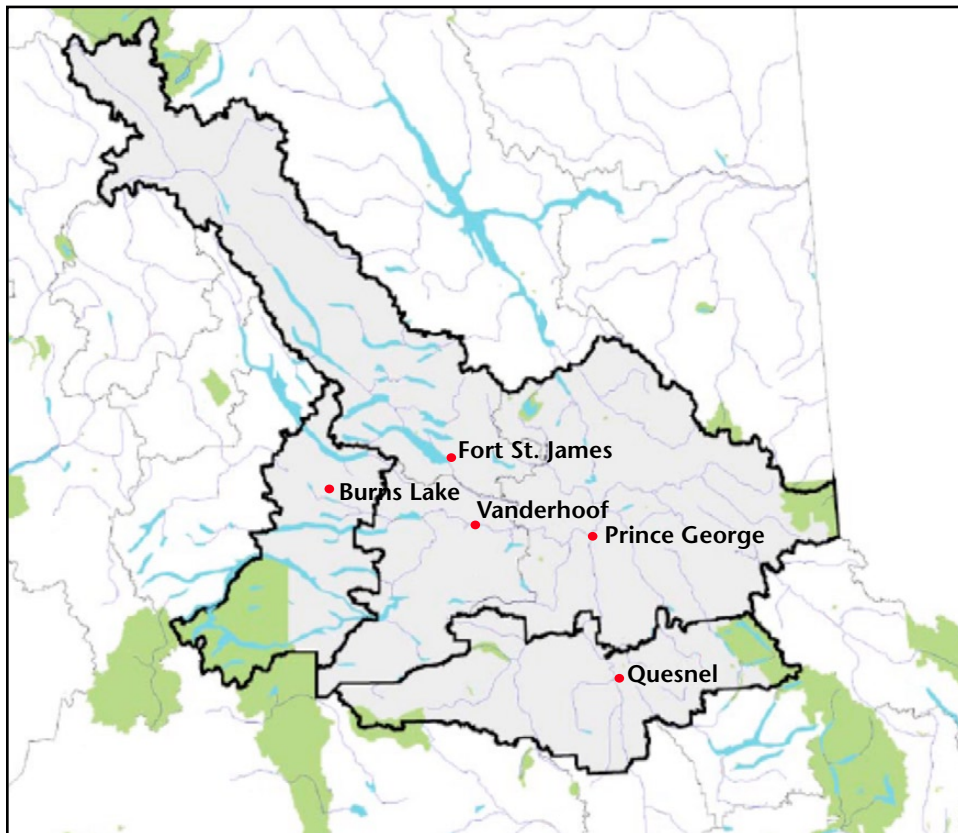 Fort St. James
Burns Lake
Vanderhoof
Prince George
Quesnel